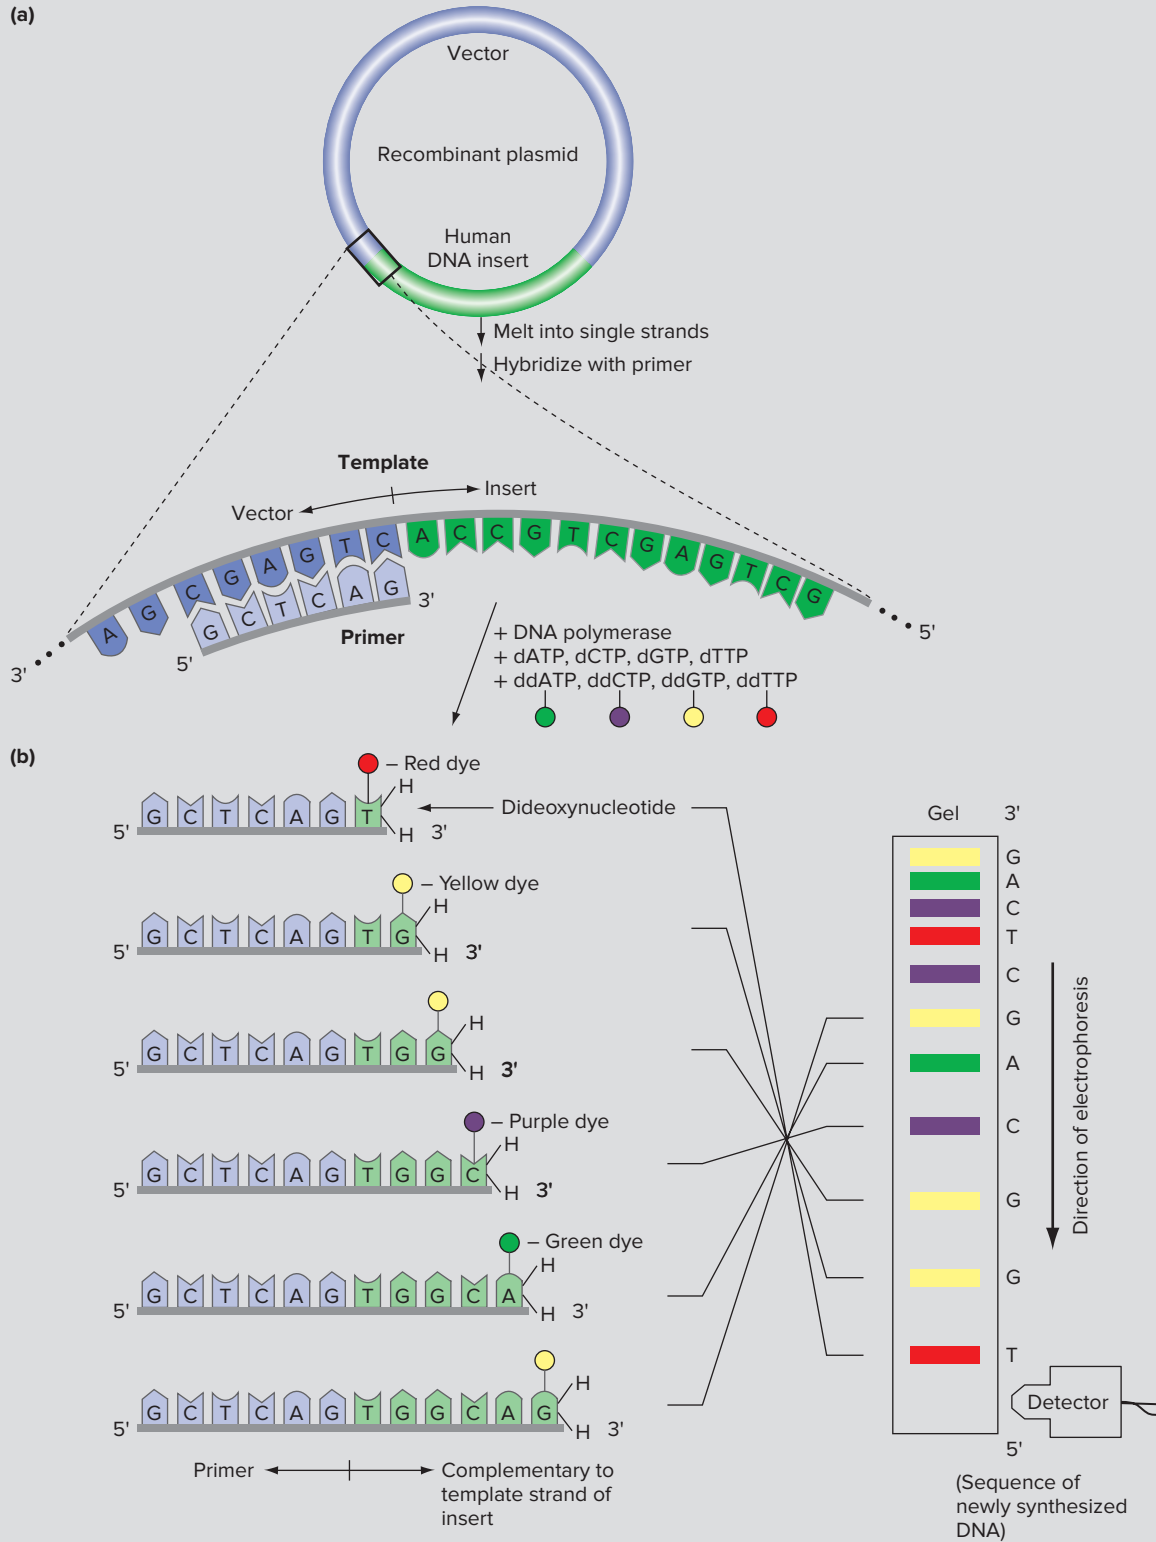 (a)
Vector
Recombinant plasmid
Human
DNA insert
Melt into single strands
Hybridize with primer
Template
Vector
Insert
A G C G A G T C A C C G T C G A G T C G
G C T C A G
3'
Primer
5'
3'
5'
+ DNA polymerase
+ dATP, dCTP, dGTP, dTTP
+ ddATP, ddCTP, ddGTP, ddTTP
(b)
– Red dye
H
Dideoxynucleotide
5' G C T C A G T H 3'
– Yellow dye
H
5' G C T C A G T G H 3'
H
5' G C T C A G T G G H 3'
– Purple dye
H
5' G C T C A G T G G C H 3'
– Green dye
H
5' G C T C A G T G G C A H 3'
H
5' G C T C A G T G G C A G H 3'
Primer
Complementary to
template strand of
insert
Gel 3'
G
A
C
T
C
G
A
C
G
G
T
Direction of electrophoresis
Detector
5'
(Sequence of
newly synthesized
DNA)